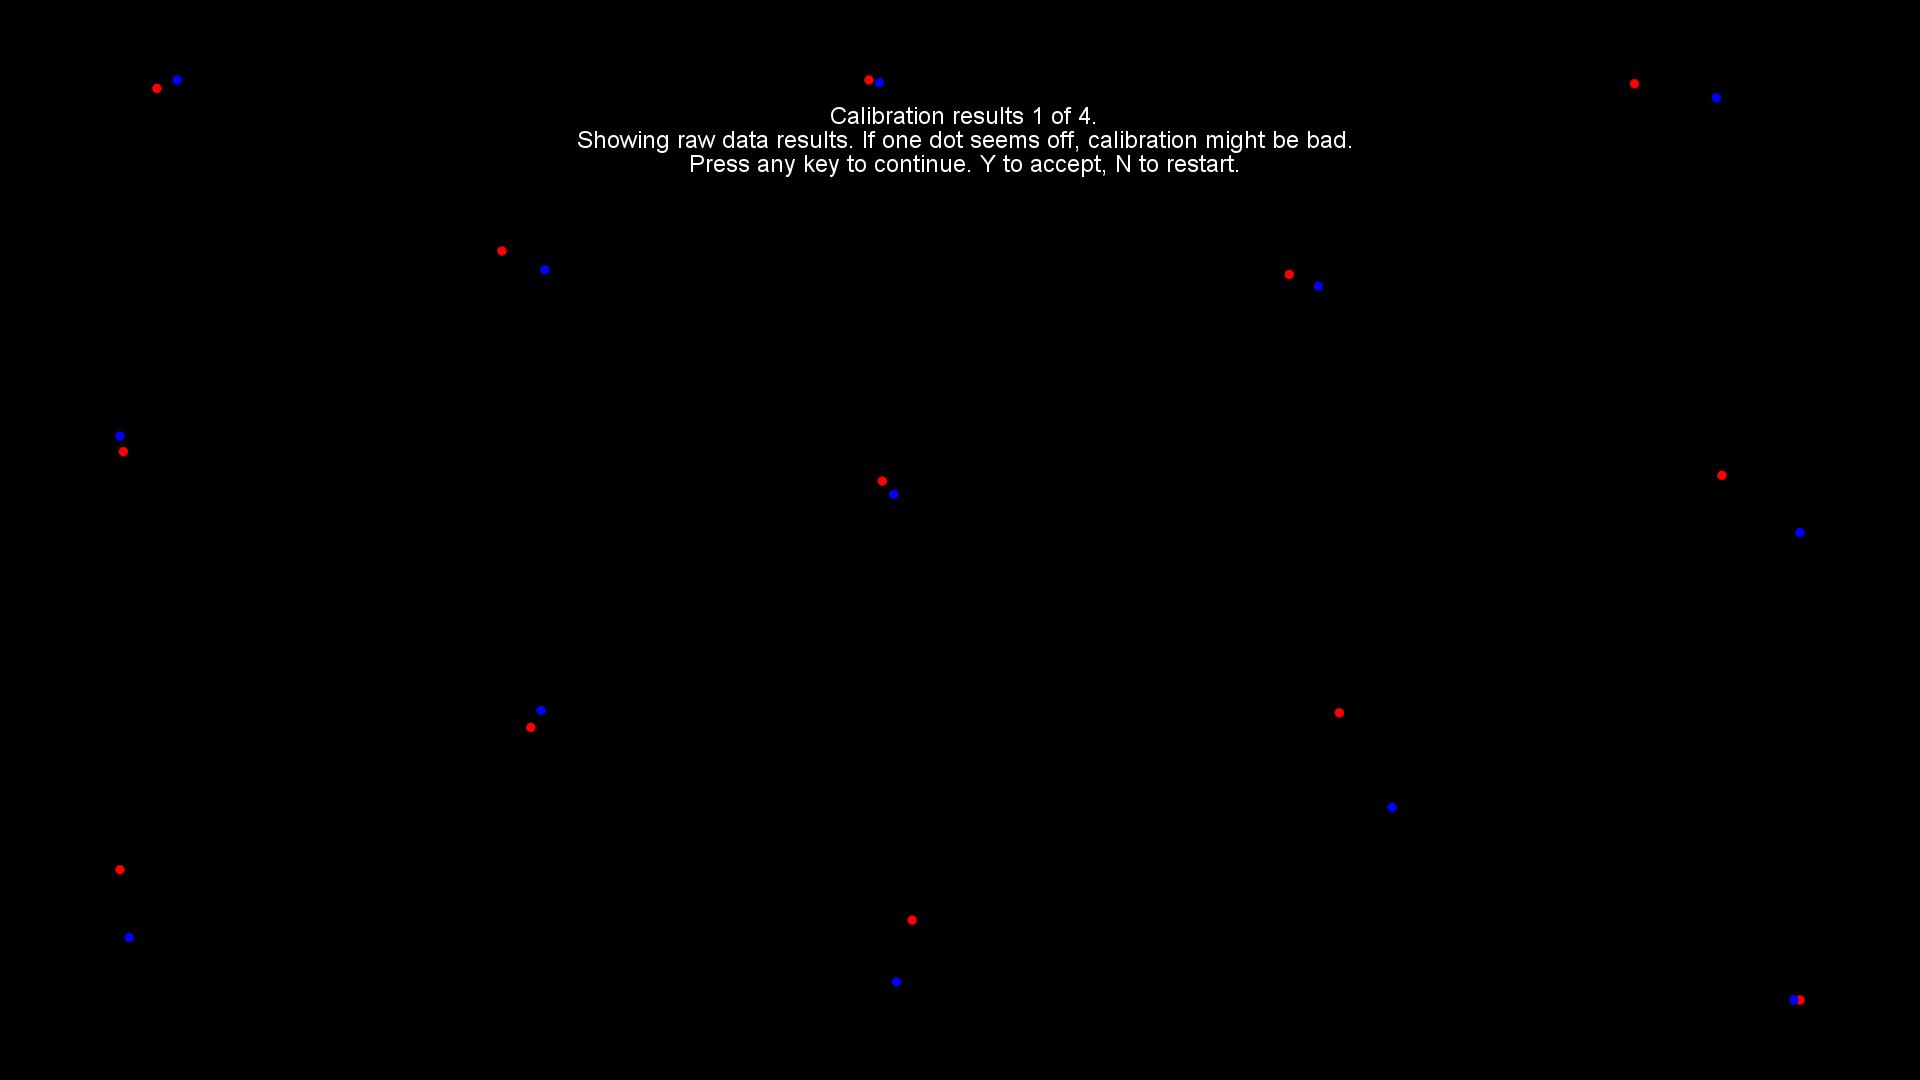 Calibration results 1 of 4.
Showing raw data results. If one dot seems off, calibration might be bad.
Press any key to continue. Y to accept, N to restart.